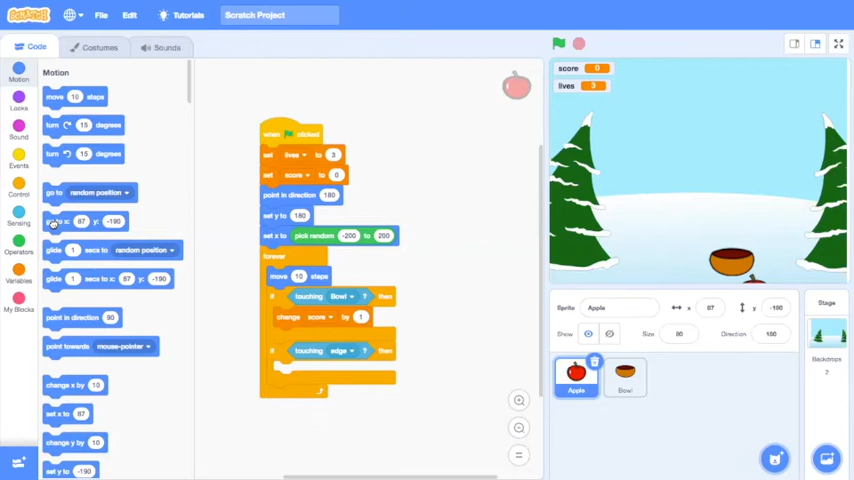 SCRATCH File Edit Tutorials Scratch Project
Code Costumes Sounds
Motion
Looks
Sound
Events
Control
Sensing
Operators
Variables
My Blocks
Motion
move 10 steps
turn 15 degrees
turn 15 degrees
go to random position
go to x: 87 y: -190
glide 1 secs to random position
glide 1 secs to x: 87 y: -190
point in direction 90
point towards mouse-pointer
change x by 10
set x to 87
change y by 10
set y to -190
when clicked
set lives to 3
set score to 0
point in direction 180
set y to 180
set x to pick random -200 to 200
forever
move 10 steps
if touching Bowl ? then
change score by 1
if touching edge ? then
score 0
lives 3
Sprite Apple x 87 y -190
Show Size 80 Direction 180
Apple
Bowl
Stage
Backdrops
2